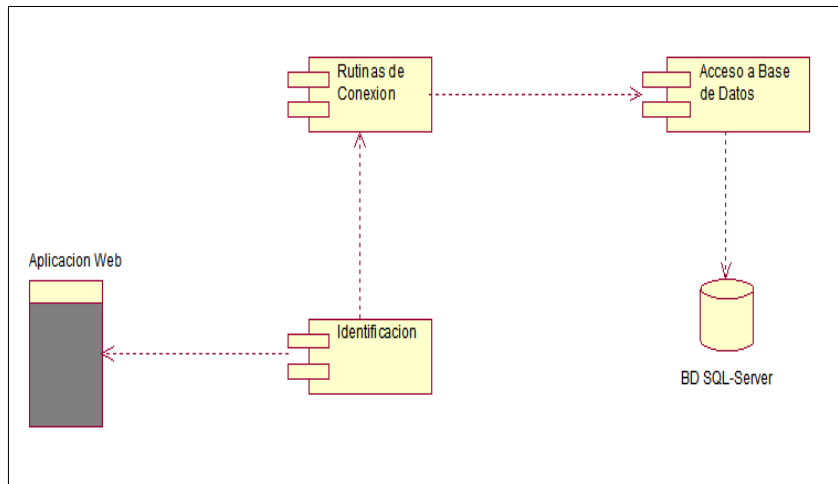 Rutinas de
Conexion
Acceso a Base
de Datos
Aplicacion Web
Identificacion
BD SQL-Server